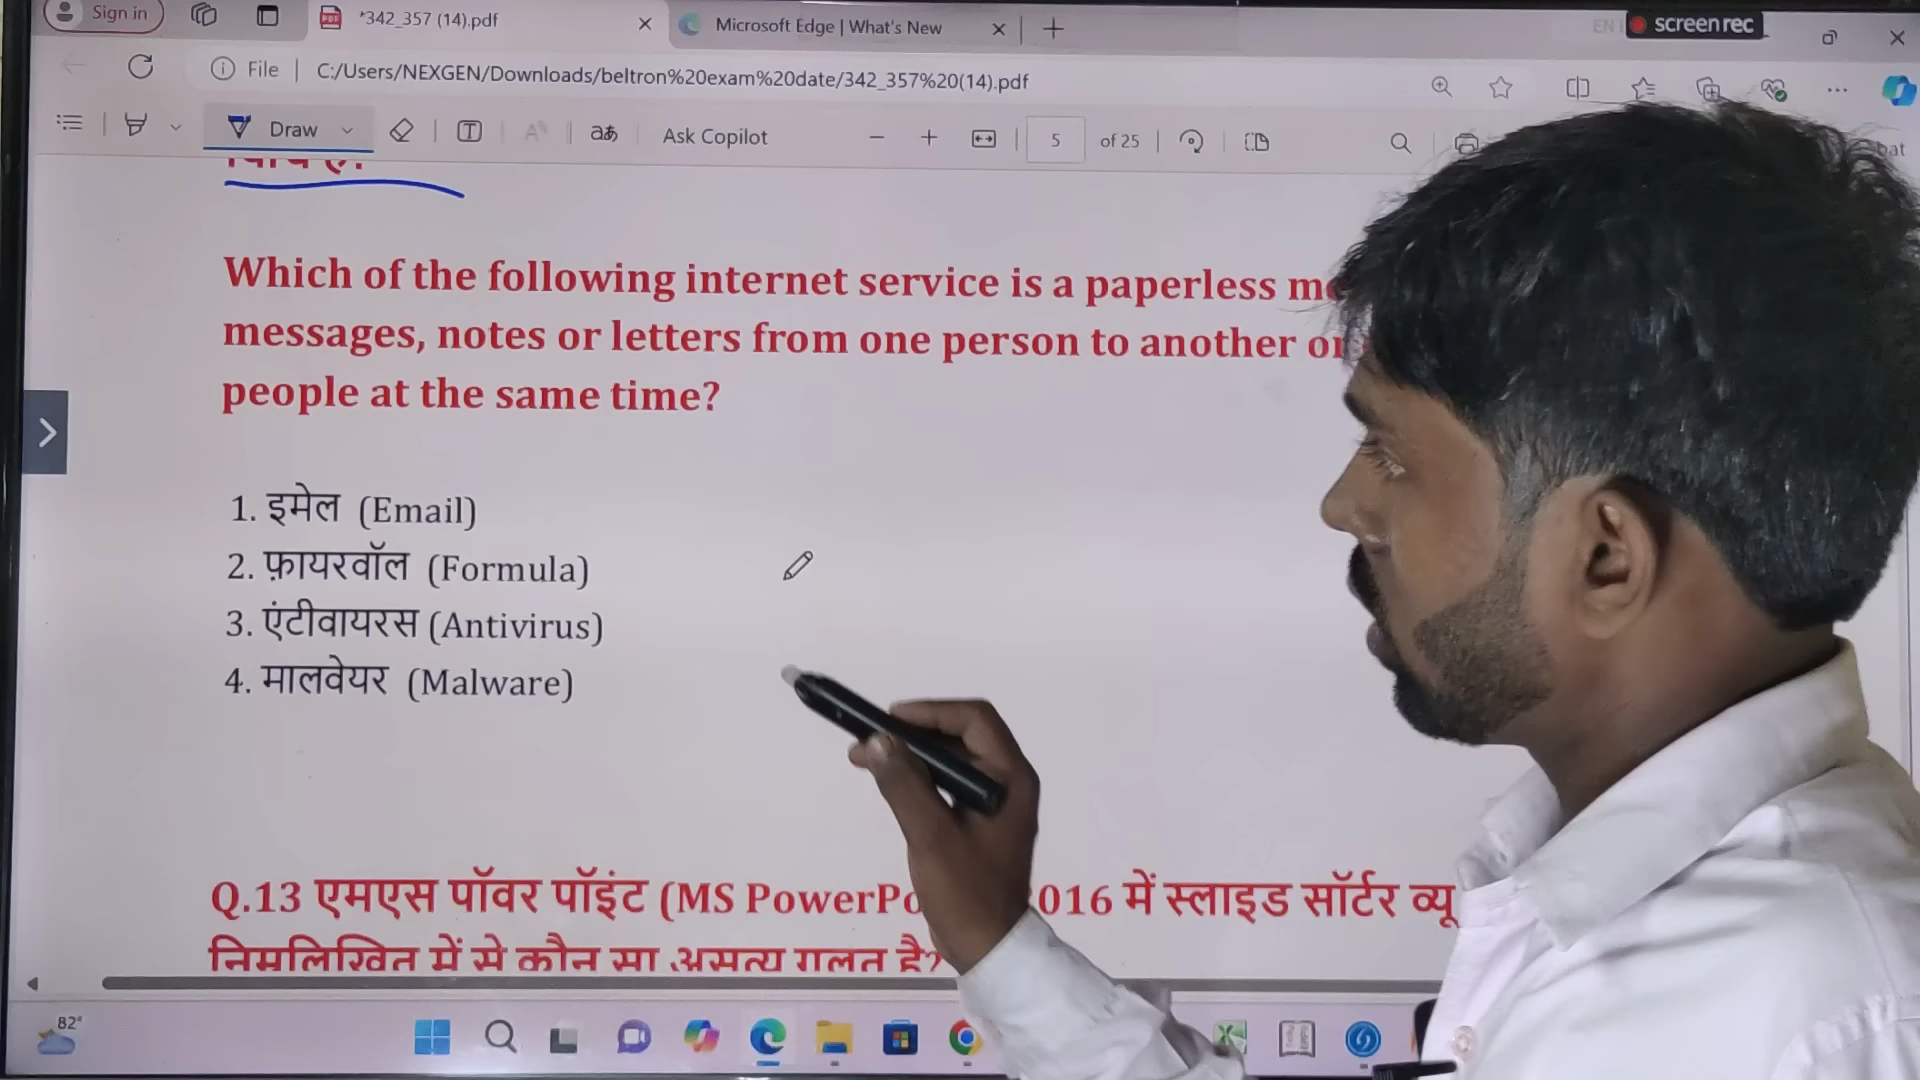 Sign in
*342_357 (14).pdf
Microsoft Edge | What's New
screenrec
File
C:/Users/NEXGEN/Downloads/beltron%20exam%20date/342_357%20(14).pdf
Draw
Ask Copilot
5
of 25
Which of the following internet service is a paperless
messages, notes or letters from one person to another
people at the same time?
1. इमेल (Email)
2. फ़ायरवॉल (Formula)
3. एंटीवायरस (Antivirus)
4. मालवेयर (Malware)
Q.13 एमएस पॉवर पॉइंट (MS 016 में स्लाइड सॉर्टर व्यू
में से कौन सा असत्य गलत है?
82°